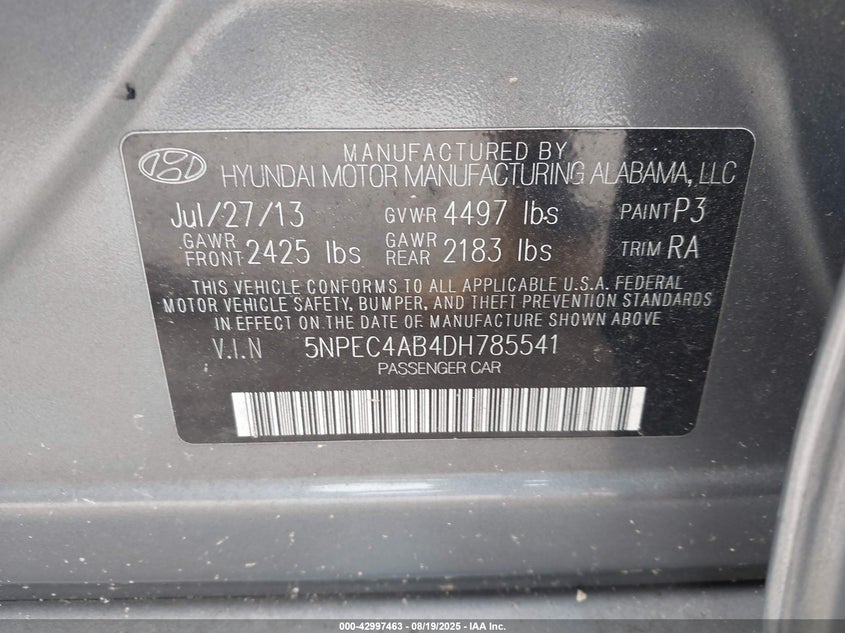 MANUFACTURED BY
HYUNDAI MOTOR MANUFACTURING ALABAMA, LLC
Jul/27/13 GVWR 4497 lbs PAINT P3
GAWR FRONT 2425 lbs GAWR REAR 2183 lbs TRIM RA
THIS VEHICLE CONFORMS TO ALL APPLICABLE U.S.A. FEDERAL
MOTOR VEHICLE SAFETY, BUMPER, AND THEFT PREVENTION STANDARDS
IN EFFECT ON THE DATE OF MANUFACTURE SHOWN ABOVE
V.I.N 5NPEC4AB4DH785541
PASSENGER CAR
000-42997463 - 08/19/2025 - IAA Inc.